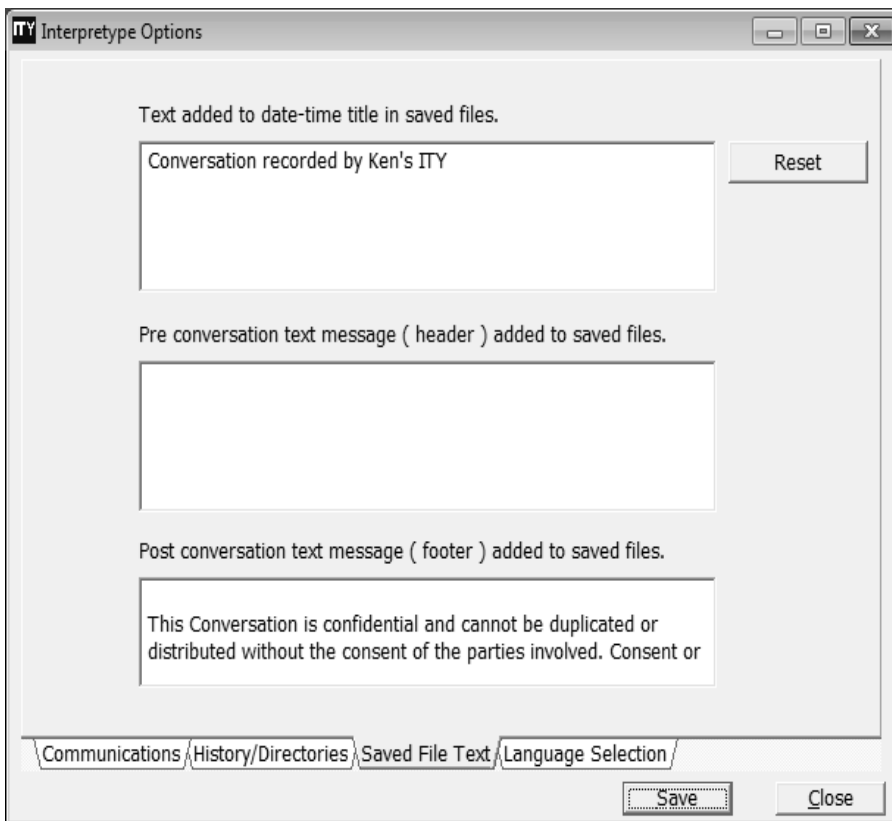 ITY Interpretype Options
Text added to date-time title in saved files.
Conversation recorded by Ken's ITY
Reset
Pre conversation text message ( header ) added to saved files.
Post conversation text message ( footer ) added to saved files.
This Conversation is confidential and cannot be duplicated or
distributed without the consent of the parties involved. Consent or
Communications History/Directories Saved File Text Language Selection
Save Close